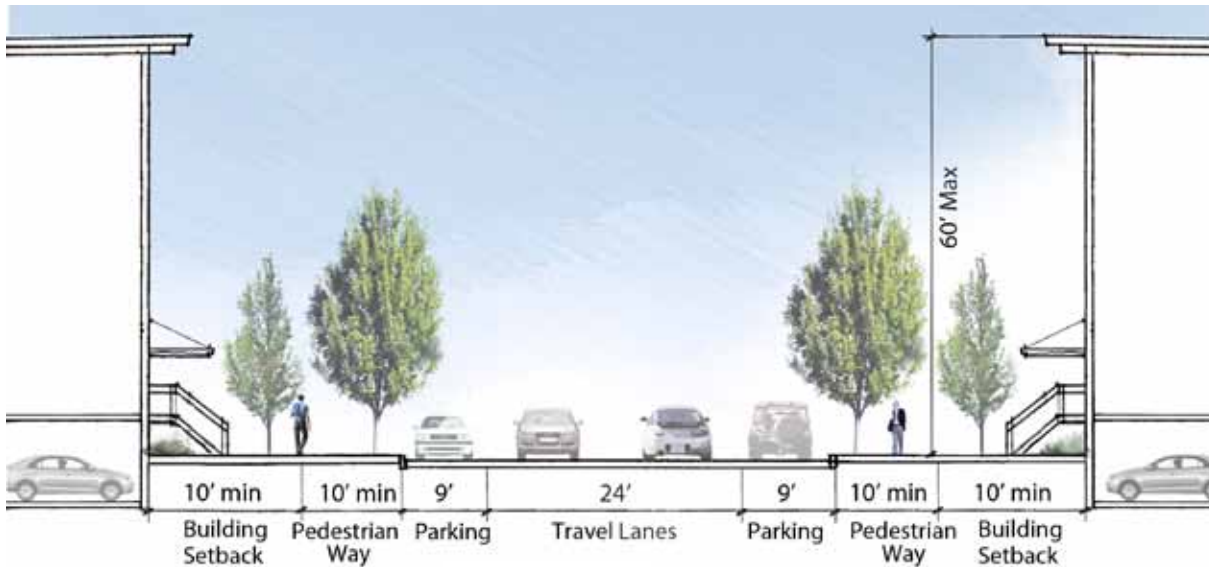 60’ Max
10’ min
10’ min
9’
24’
9’
10’ min
10’ min
Building
Setback
Pedestrian
Way
Parking
Travel Lanes
Parking
Pedestrian
Way
Building
Setback